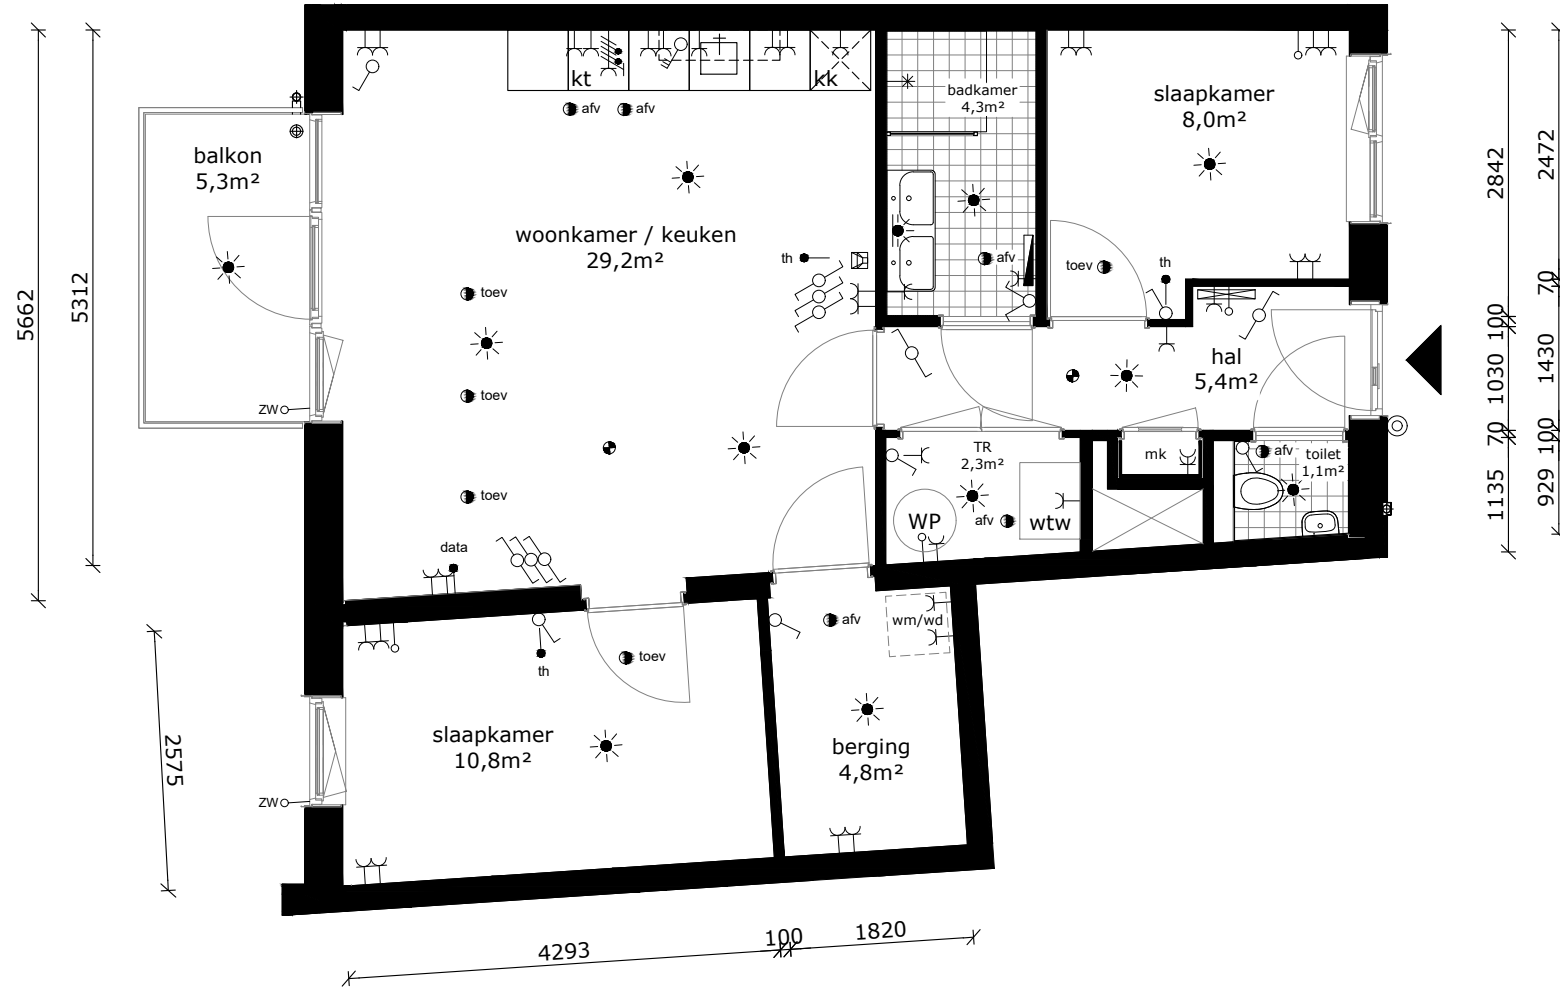 balkon
5,3m²
kt
kk
afv
afv
woonkamer / keuken
29,2m²
badkamer
4,3m²
afv
slaapkamer
8,0m²
toev
th
th
toev
toev
toev
ZW
data
hal
5,4m²
TR
2,3m²
afv
WP
wtw
mk
afv
toilet
1,1m²
th
toev
slaapkamer
10,8m²
ZW
afv
wm/wd
berging
4,8m²
5662
5312
2575
4293
100
1820
2842
100
1030
70
1135
2472
70
1430
100
929